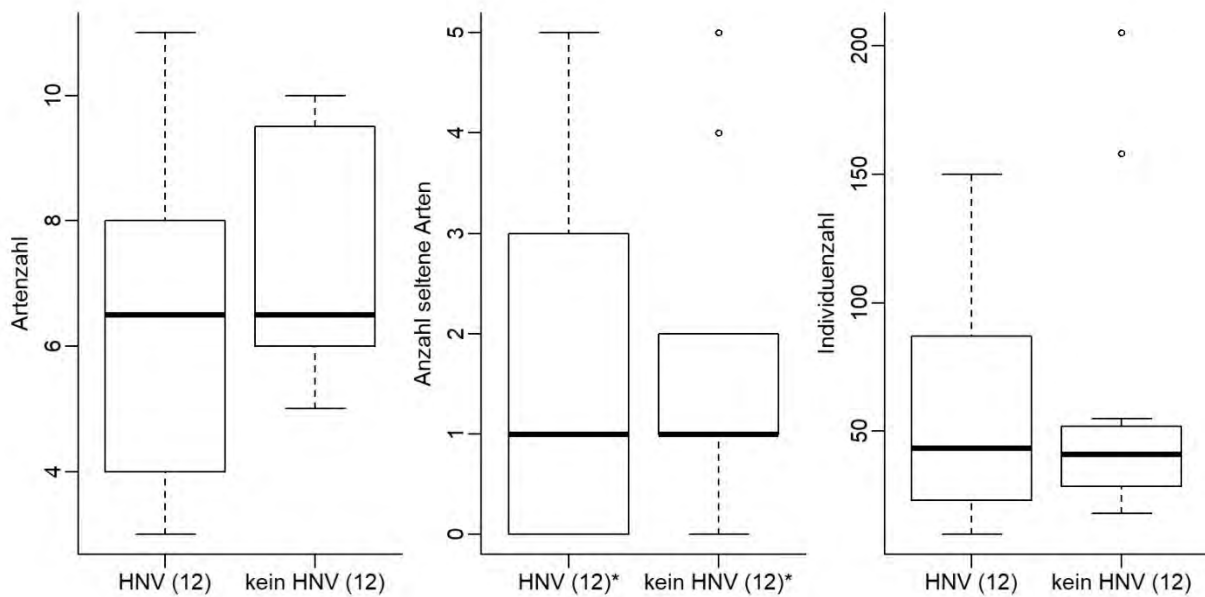 Artenzahl
10
8
6
4
HNV (12)
kein HNV (12)
Anzahl seltene Arten
5
4
3
2
1
0
HNV (12)*
kein HNV (12)*
Individuenzahl
200
150
100
50
HNV (12)
kein HNV (12)